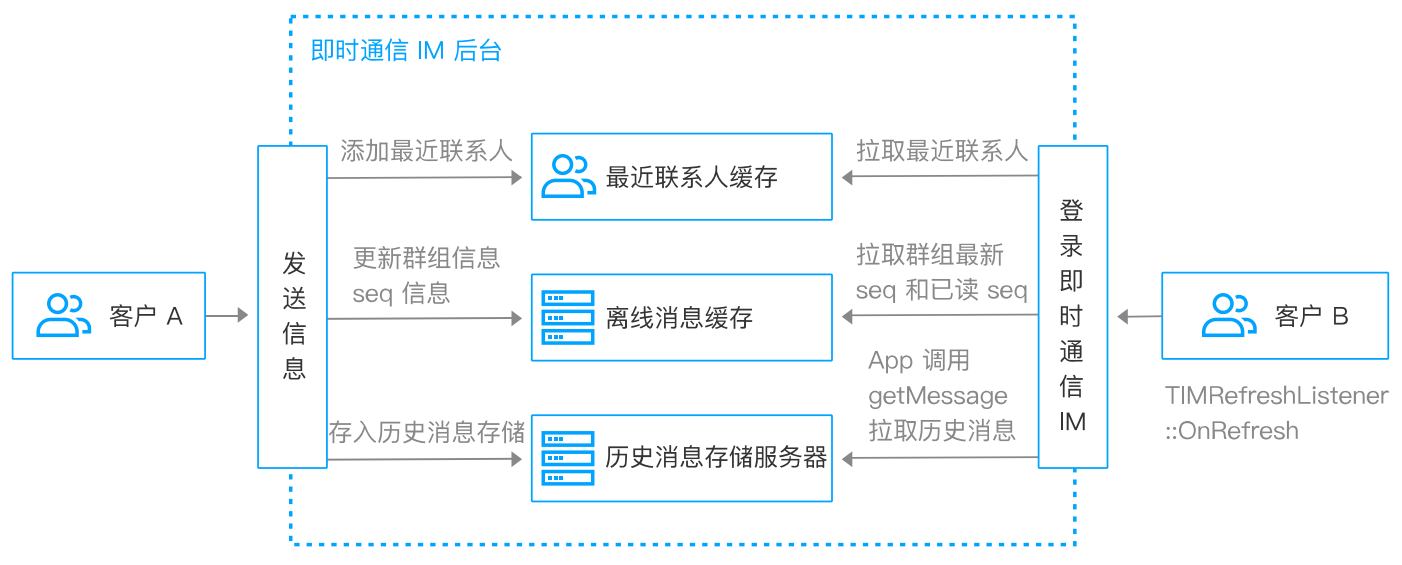 即时通信 IM 后台
添加最近联系人
最近联系人缓存
拉取最近联系人
客户 A
发
送
信
息
更新群组信息
seq 信息
离线消息缓存
拉取群组最新
seq 和已读 seq
登
录
即
时
通
信
IM
客户 B
TIMRefreshListener
::OnRefresh
存入历史消息存储
历史消息存储服务器
App 调用
getMessage
拉取历史消息